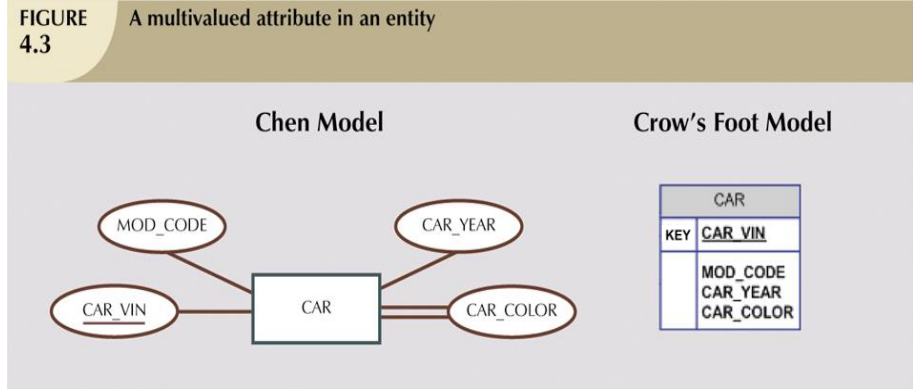 FIGURE
4.3
A multivalued attribute in an entity
Chen Model
Crow's Foot Model
MOD_CODE
CAR_YEAR
CAR_VIN
CAR
CAR_COLOR
CAR
KEY CAR_VIN
MOD_CODE
CAR_YEAR
CAR_COLOR